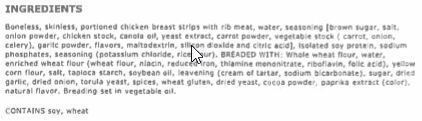 INGREDIENTS
Boneless, skinless, portioned chicken breast strips with rib meat, water, seasoning [brown sugar, salt,
onion powder, chicken stock, canola oil, yeast extract, carrot powder, vegetable stock ( carrot, onion,
celery), garlic powder, flavors, maltodextrin, silicon dioxide and citric acid], isolated soy protein, sodium
phosphates, seasoning (potassium chloride, rice flour). BREADED WITH: Whole wheat flour, water,
enriched wheat flour (wheat flour, niacin, reduced iron, thiamine mononitrate, riboflavin, folic acid), yellow
corn flour, salt, tapioca starch, soybean oil, leavening (cream of tartar, sodium bicarbonate), sugar, dried
garlic, dried onion, torula yeast, spices, wheat gluten, dried yeast, cocoa powder, paprika extract (color),
natural flavor. Breading set in vegetable oil.
CONTAINS soy, wheat